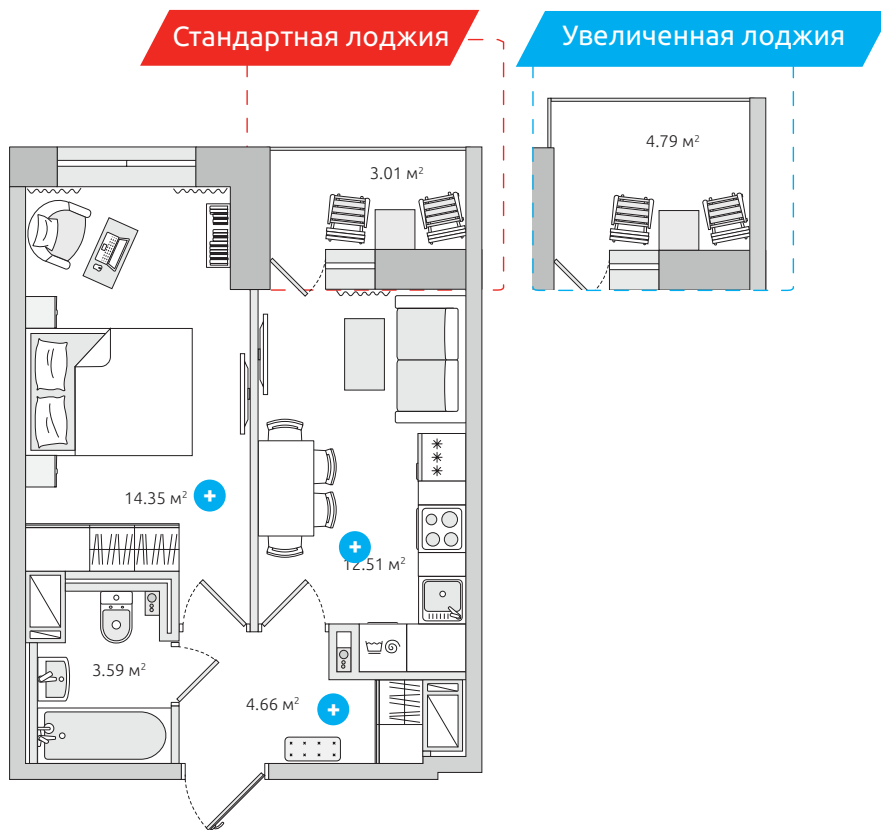 Стандартная лоджия
Увеличенная лоджия
3.01 м²
4.79 м²
14.35 м²
12.51 м²
3.59 м²
4.66 м²